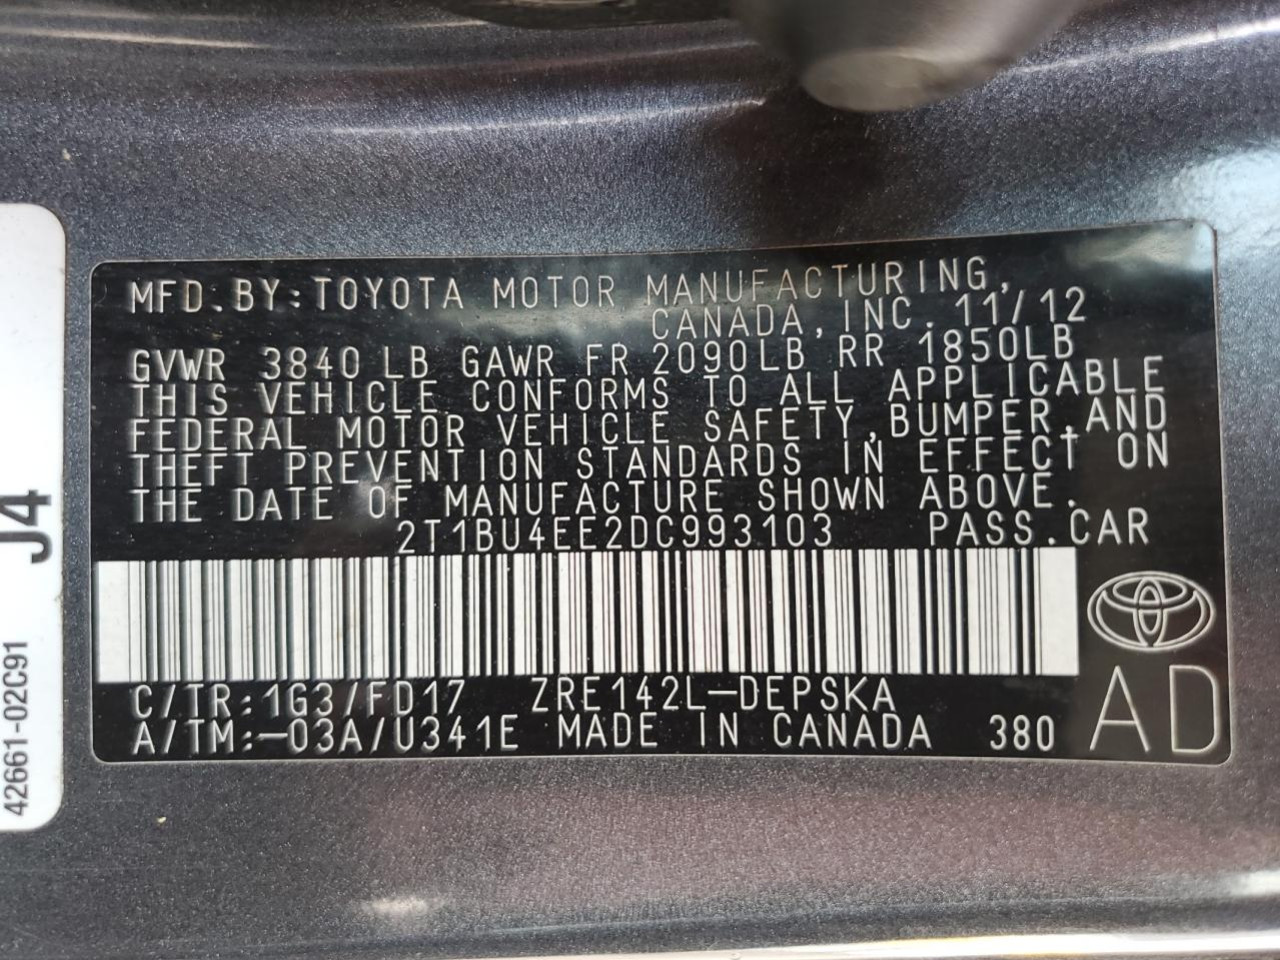 MFD.BY:TOYOTA MOTOR MANUFACTURING,
CANADA,INC. 11/12
GVWR 3840 LB GAWR FR 2090LB RR 1850LB
THIS VEHICLE CONFORMS TO ALL APPLICABLE
FEDERAL MOTOR VEHICLE SAFETY,BUMPER,AND
THEFT PREVENTION STANDARDS IN EFFECT ON
THE DATE OF MANUFACTURE SHOWN ABOVE.
2T1BU4EE2DC993103 PASS.CAR
C/TR:1G3/FD17 ZRE142L-DEPSKA
A/TM:-03A/U341E MADE IN CANADA 380
AD
J4
42661-02C91